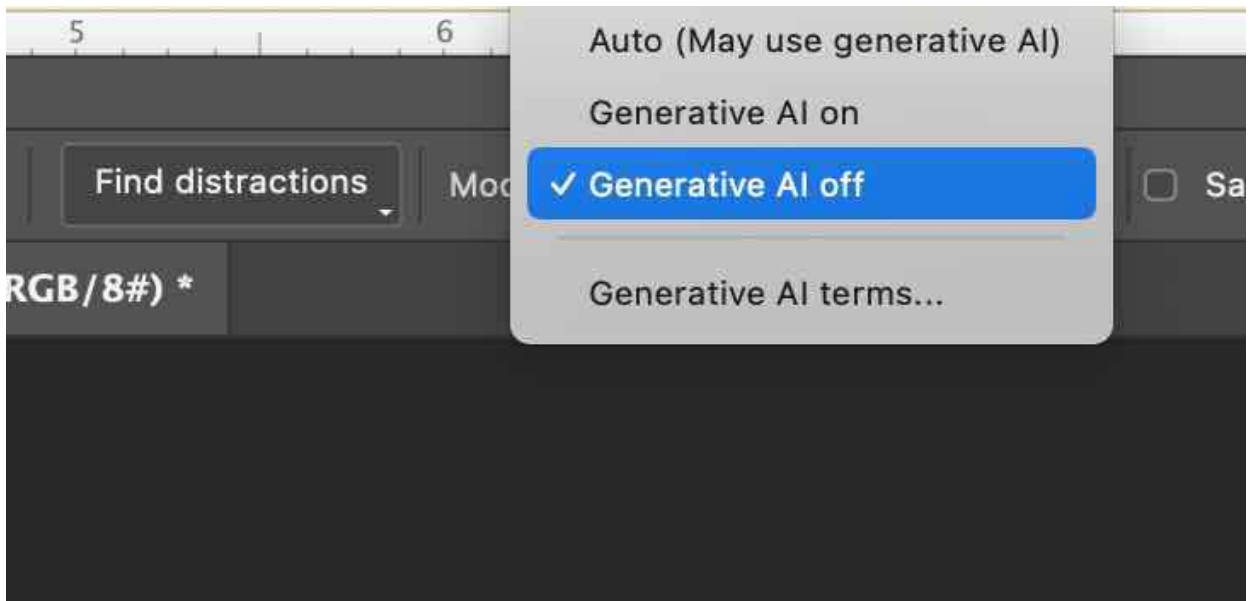 5 6
Auto (May use generative AI)
Generative AI on
Find distractions Mod ✓ Generative AI off Sa
RGB/8#) *
Generative AI terms...